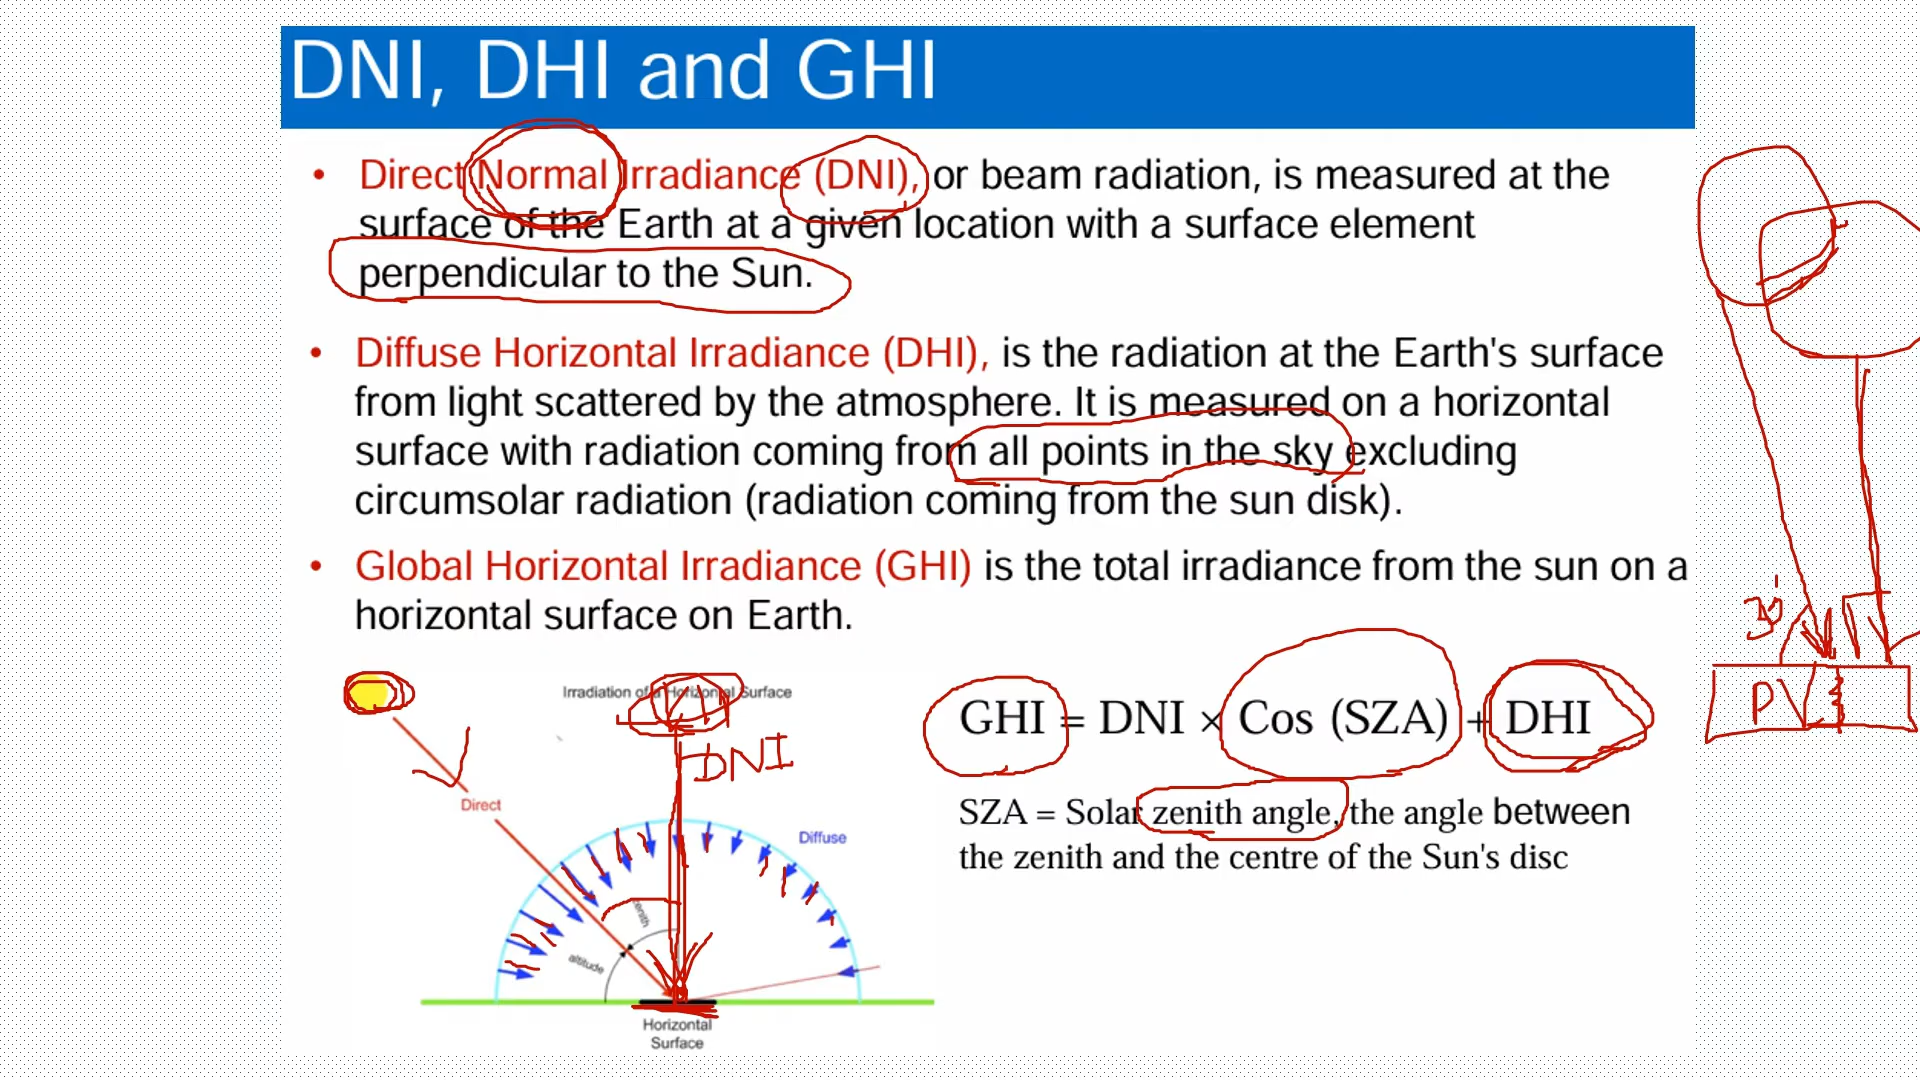 DNI, DHI and GHI
• Direct Normal Irradiance (DNI), or beam radiation, is measured at the
surface of the Earth at a given location with a surface element
perpendicular to the Sun.
• Diffuse Horizontal Irradiance (DHI), is the radiation at the Earth's surface
from light scattered by the atmosphere. It is measured on a horizontal
surface with radiation coming from all points in the sky excluding
circumsolar radiation (radiation coming from the sun disk).
• Global Horizontal Irradiance (GHI) is the total irradiance from the sun on a
horizontal surface on Earth.
Irradiation of a Horizontal Surface
DNI
Direct
Diffuse
zenith
altitude
Horizontal
Surface
GHI = DNI × Cos (SZA) + DHI
SZA = Solar zenith angle, the angle between
the zenith and the centre of the Sun's disc
PV